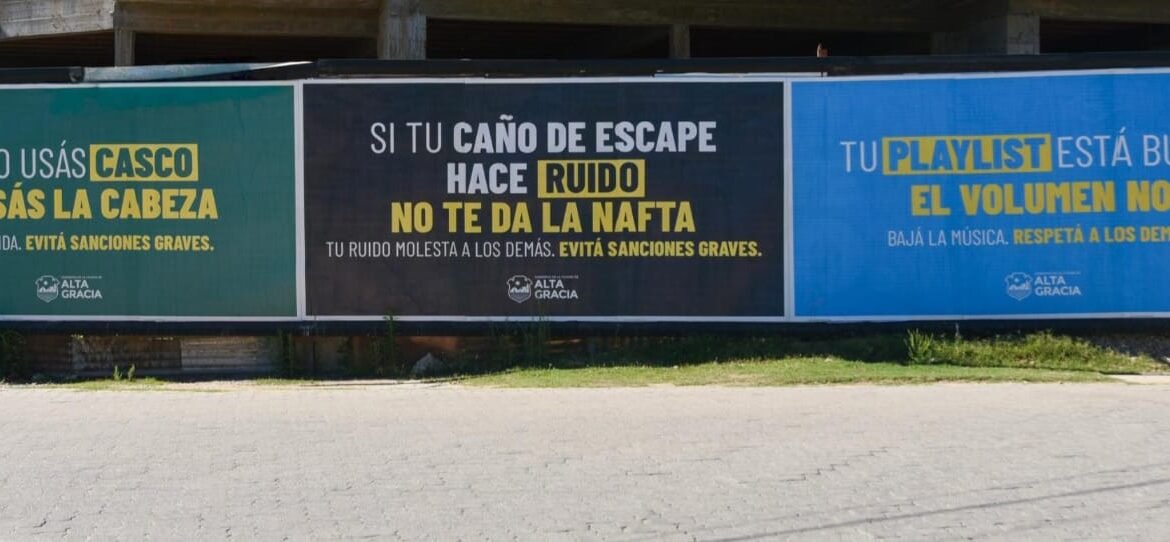 O USÁS CASCO
SÁS LA CABEZA
DA. EVITÁ SANCIONES GRAVES.
ALTA
GRACIA
SI TU CAÑO DE ESCAPE
HACE RUIDO
NO TE DA LA NAFTA
TU RUIDO MOLESTA A LOS DEMÁS. EVITÁ SANCIONES GRAVES.
ALTA
GRACIA
TU PLAYLIST ESTÁ BU
EL VOLUMEN NO
BAJÁ LA MÚSICA. RESPETÁ A LOS DEM
ALTA
GRACIA